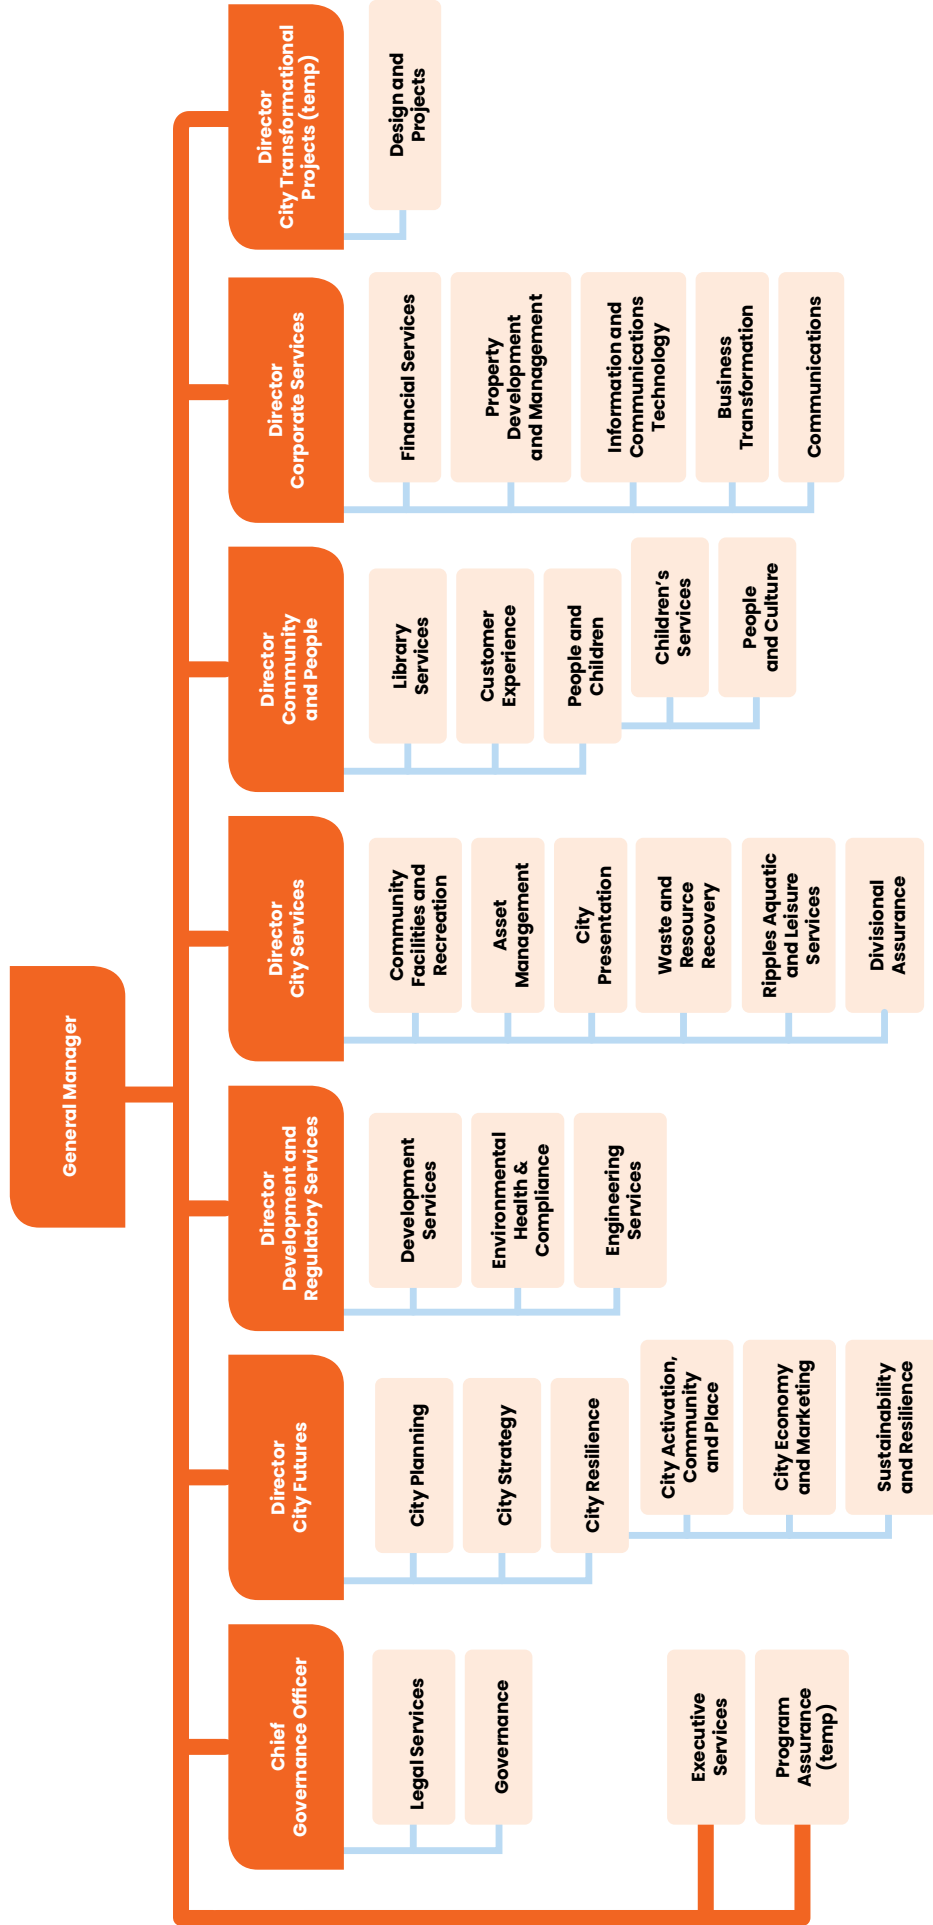 General Manager
Chief
Governance Officer
Legal Services
Governance
Executive
Services
Program
Assurance
(temp)
Director
City Futures
City Planning
City Strategy
City Resilience
City Activation,
Community
and Place
City Economy
and Marketing
Sustainability
and Resilience
Director
Development and
Regulatory Services
Development
Services
Environmental
Health &
Compliance
Engineering
Services
Director
City Services
Community
Facilities and
Recreation
Asset
Management
City
Presentation
Waste and
Resource
Recovery
Ripples Aquatic
and Leisure
Services
Divisional
Assurance
Director
Community
and People
Library
Services
Customer
Experience
People and
Children
Children’s
Services
People
and Culture
Director
Corporate Services
Financial Services
Property
Development
and Management
Information and
Communications
Technology
Business
Transformation
Communications
Director
City Transformational
Projects (temp)
Design and
Projects